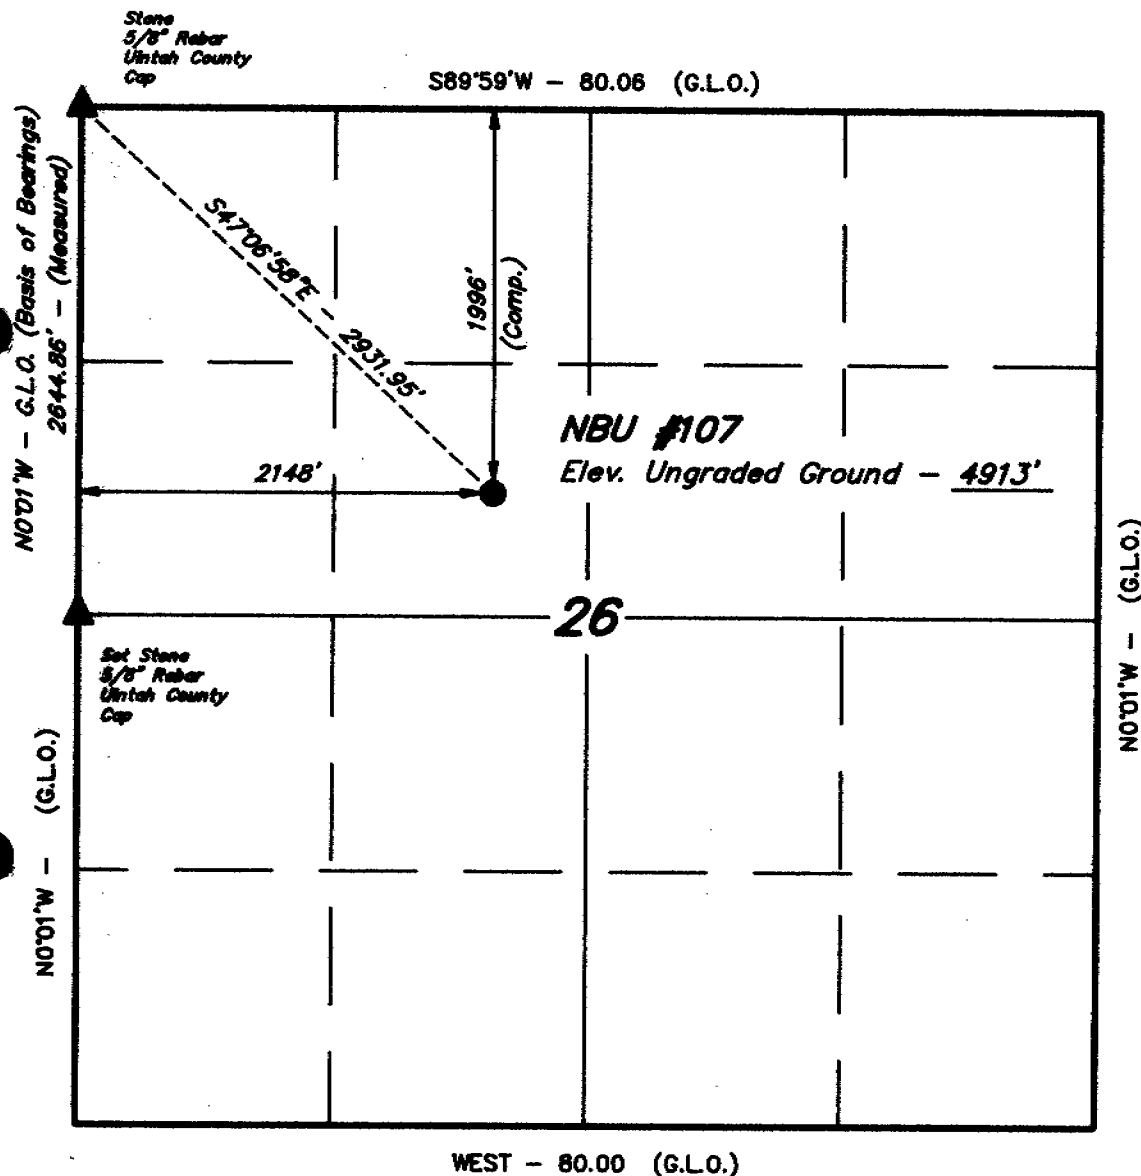 Stone
5/8" Rebar
Uintah County
Cap
S89°59'W - 80.06 (G.L.O.)
N0°01'W - G.L.O. (Basis of Bearings)
2644.86' - (Measured)
S47°06'58"E - 2931.95'
1996'
(Comp.)
NBU #107
Elev. Ungraded Ground - 4913'
2148'
26
Set Stone
5/8" Rebar
Uintah County
Cap
N0°01'W - (G.L.O.)
N0°01'W - (G.L.O.)
WEST - 80.00 (G.L.O.)